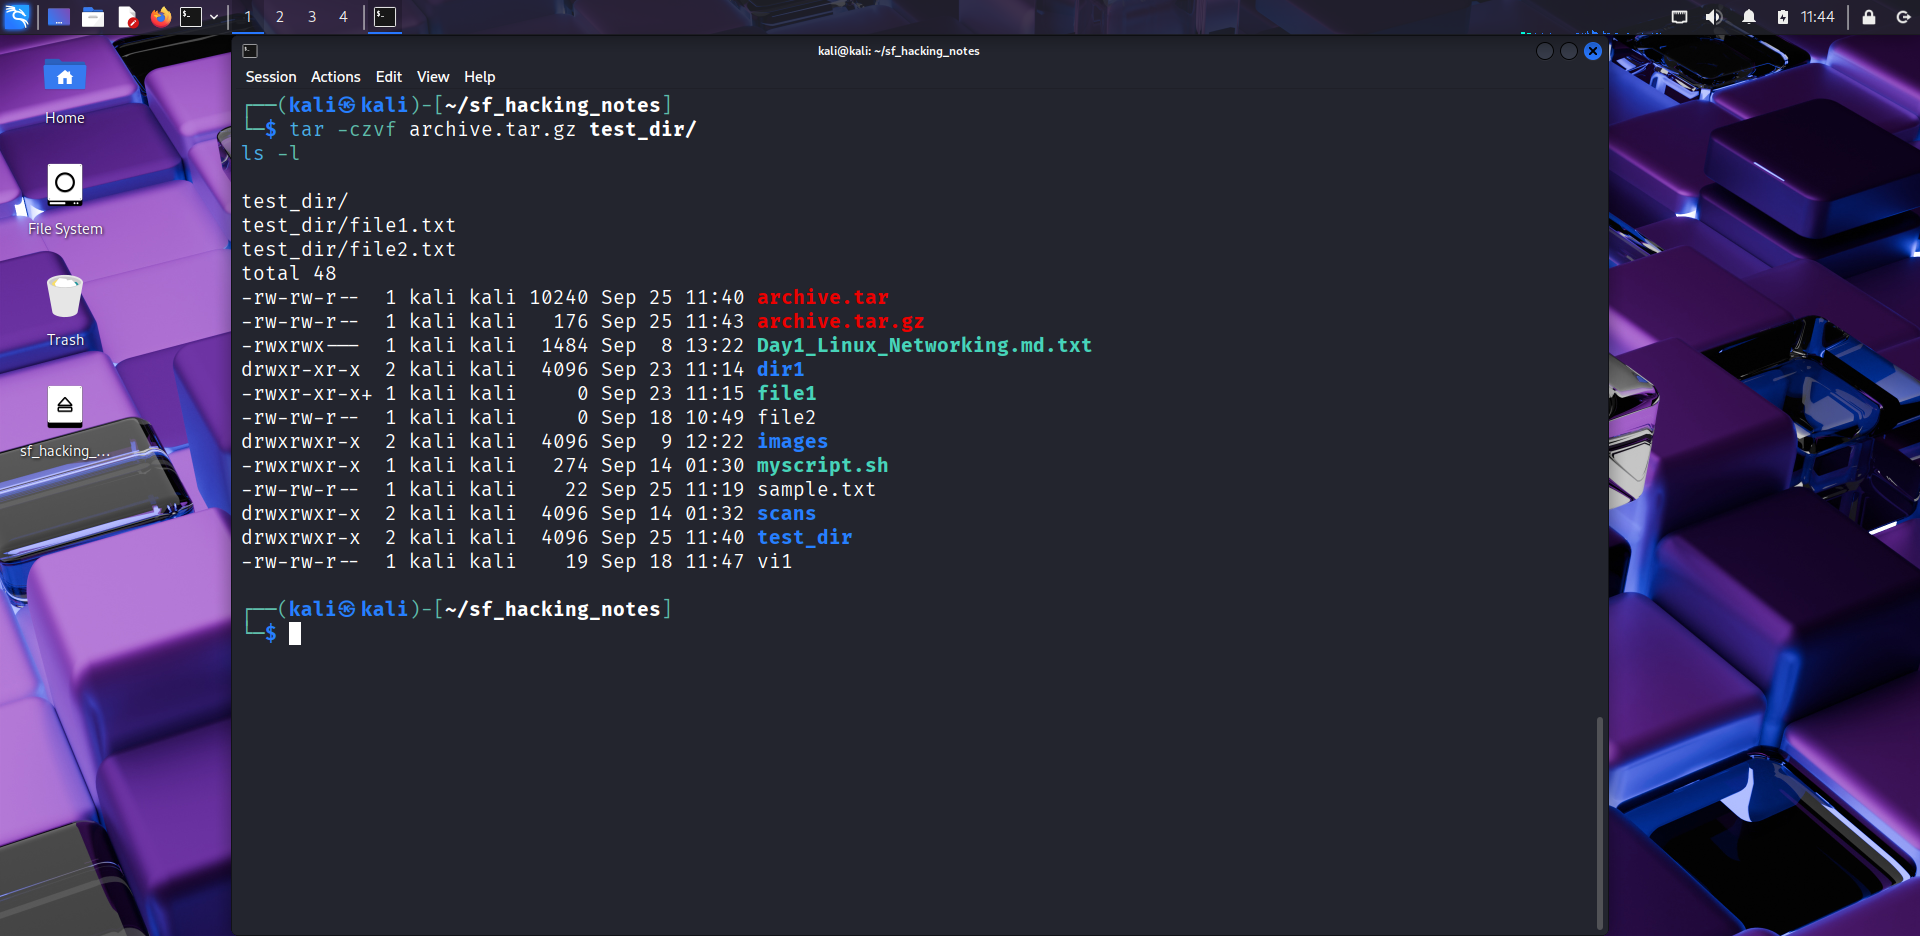 1 2 3 4
11:44
kali@kali: ~/sf_hacking_notes
Session Actions Edit View Help
Home
File System
Trash
sf_hacking_...
┌──(kali㉿kali)-[~/sf_hacking_notes]
└─$ tar -czvf archive.tar.gz test_dir/
ls -l
test_dir/
test_dir/file1.txt
test_dir/file2.txt
total 48
-rw-rw-r-- 1 kali kali 10240 Sep 25 11:40 archive.tar
-rw-rw-r-- 1 kali kali 176 Sep 25 11:43 archive.tar.gz
-rwxrwx--- 1 kali kali 1484 Sep 8 13:22 Day1_Linux_Networking.md.txt
drwxr-xr-x 2 kali kali 4096 Sep 23 11:14 dir1
-rwxr-xr-x+ 1 kali kali 0 Sep 23 11:15 file1
-rw-rw-r-- 1 kali kali 0 Sep 18 10:49 file2
drwxrwxr-x 2 kali kali 4096 Sep 9 12:22 images
-rwxrwxr-x 1 kali kali 274 Sep 14 01:30 myscript.sh
-rw-rw-r-- 1 kali kali 22 Sep 25 11:19 sample.txt
drwxrwxr-x 2 kali kali 4096 Sep 14 01:32 scans
drwxrwxr-x 2 kali kali 4096 Sep 25 11:40 test_dir
-rw-rw-r-- 1 kali kali 19 Sep 18 11:47 vi1
┌──(kali㉿kali)-[~/sf_hacking_notes]
└─$